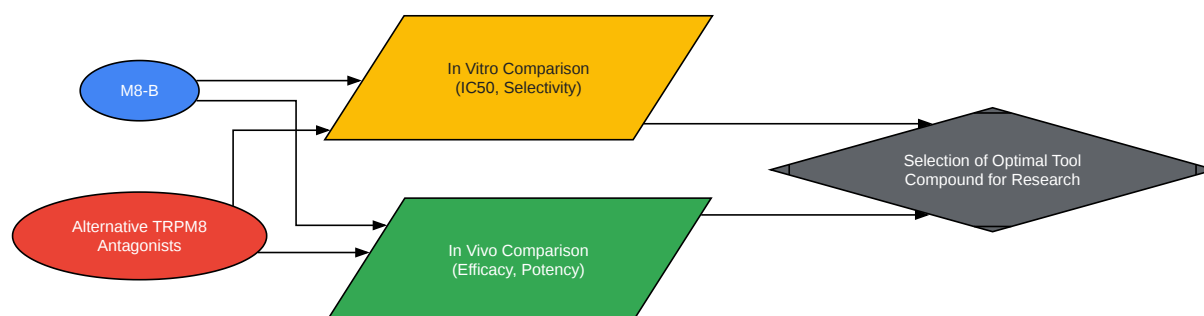 M8-B
In Vitro Comparison
(IC50, Selectivity)
Selection of Optimal Tool
Compound for Research
Alternative TRPM8
Antagonists
In Vivo Comparison
(Efficacy, Potency)